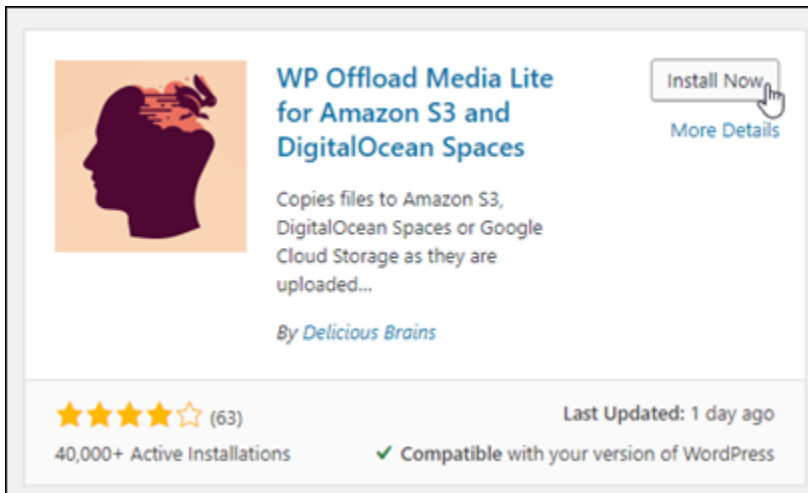 WP Offload Media Lite
for Amazon S3 and
DigitalOcean Spaces
Install Now
More Details
Copies files to Amazon S3,
DigitalOcean Spaces or Google
Cloud Storage as they are
uploaded...
By Delicious Brains
(63)
Last Updated: 1 day ago
40,000+ Active Installations
Compatible with your version of WordPress